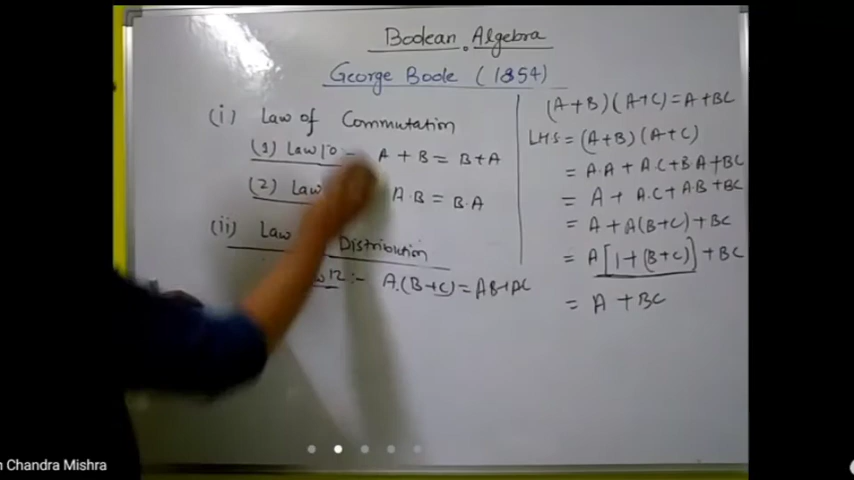 Boolean Algebra
George Boole (1854)
(i) Law of Commutation
(1) Law 10 :- A + B = B + A
(2) Law A.B = B.A
(ii) Law Distribution
12 :- A.(B+C) = AB+AC
(A+B)(A+C) = A+BC
LHS = (A+B)(A+C)
= A.A + A.C + B.A + BC
= A + A.C + AB + BC
= A + A(B+C) + BC
= A[1+(B+C)] + BC
= A + BC
Chandra Mishra